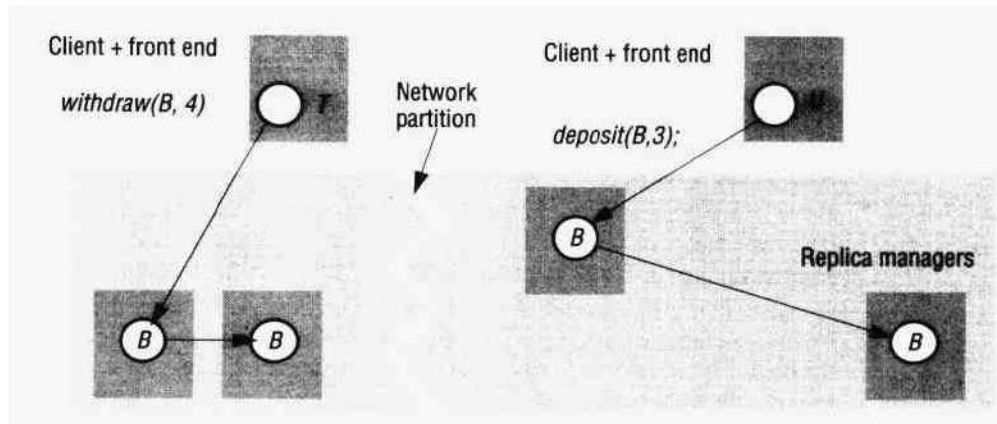 Client + front end
withdraw(B, 4)
T
Network
partition
Client + front end
deposit(B,3);
B
Replica managers
B
B
B